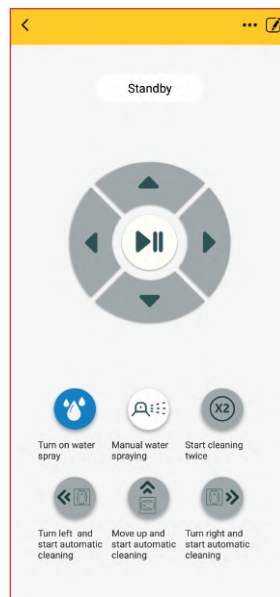 Standby
X2
Turn on water
spray
Manual water
spraying
Start cleaning
twice
Turn left and
start automatic
cleaning
Move up and
start automatic
cleaning
Turn right and
start automatic
cleaning